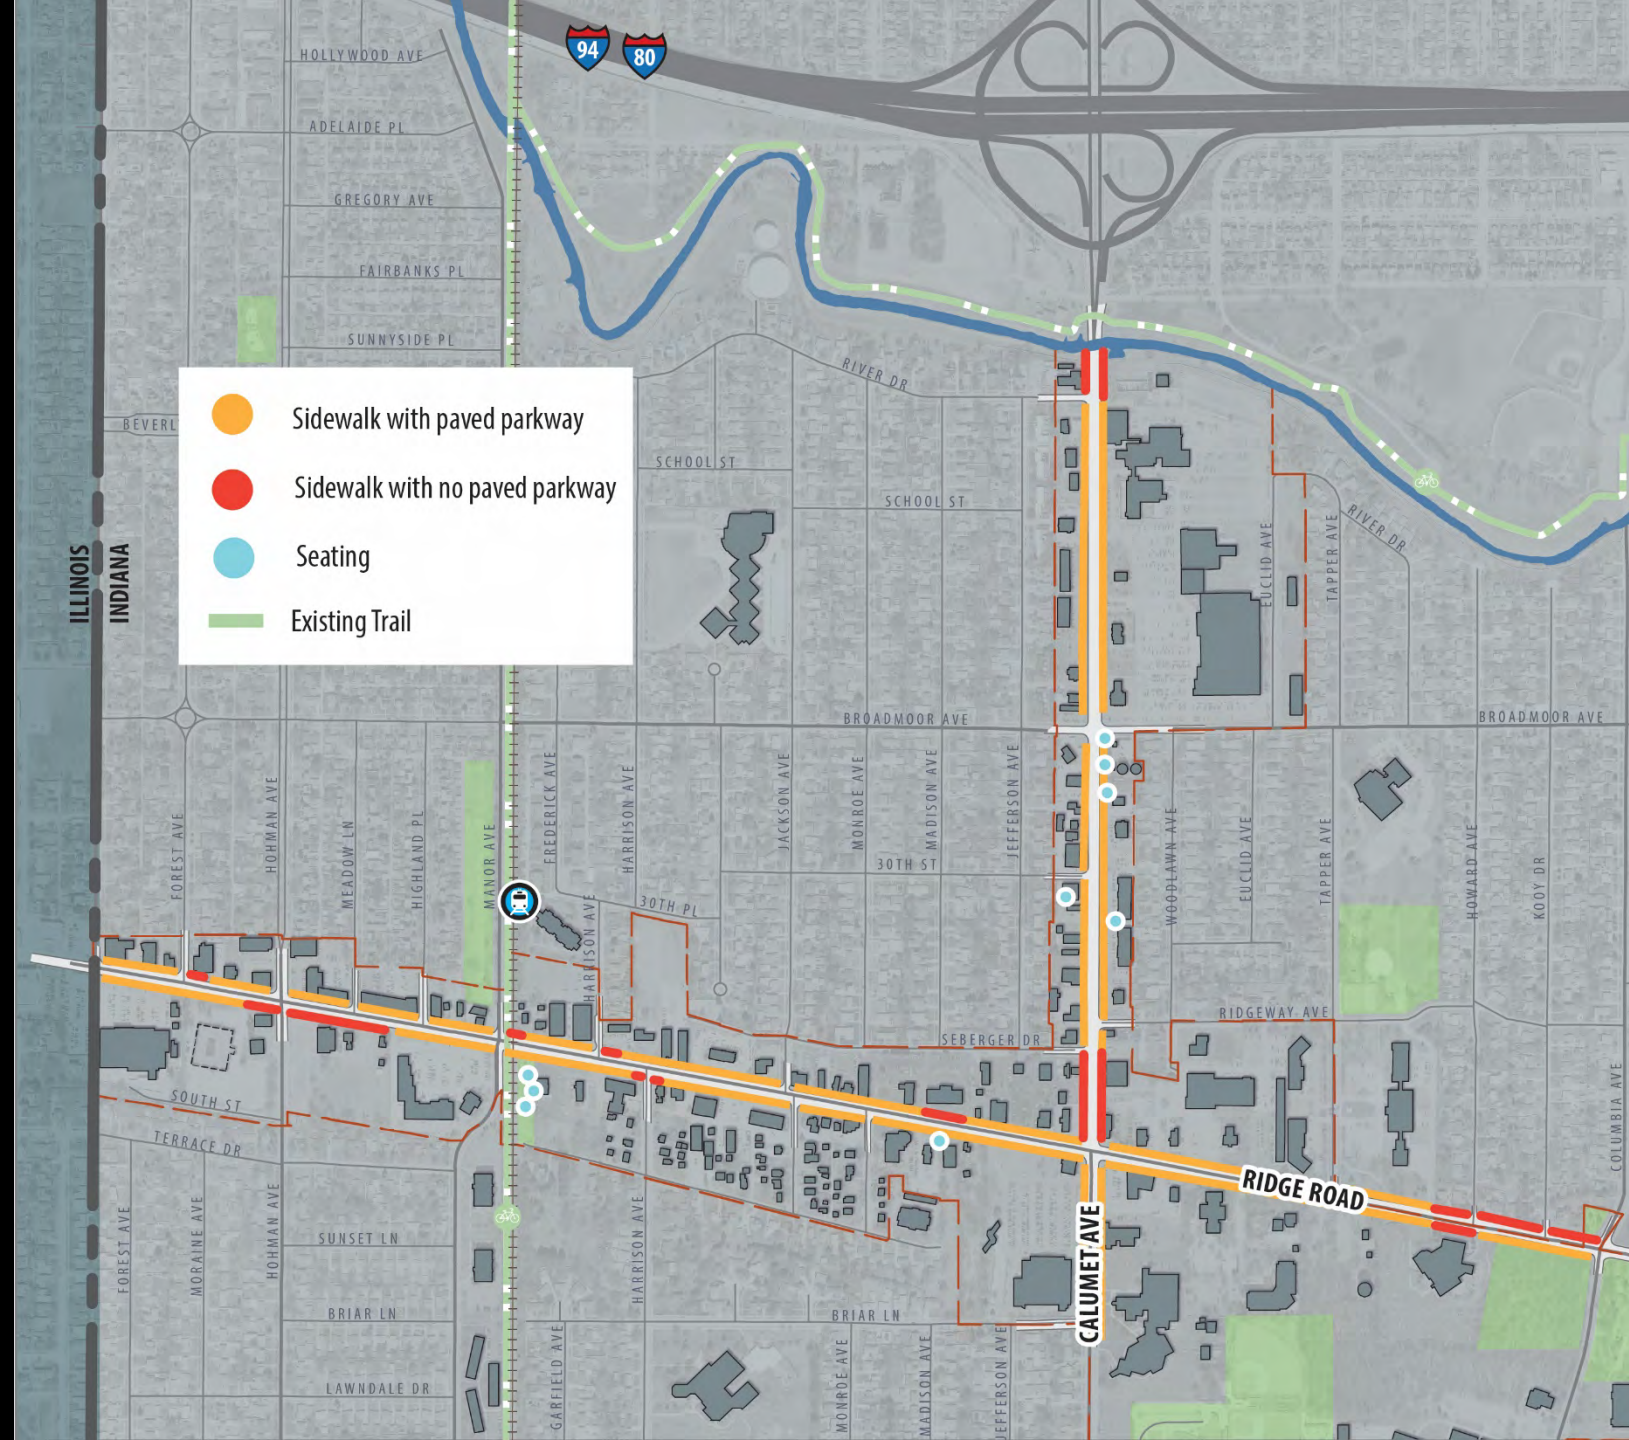 94
80
HOLLYWOOD AVE
ADELAIDE PL
GREGORY AVE
FAIRBANKS PL
SUNNYSIDE PL
RIVER DR
BEVERL
Sidewalk with paved parkway
Sidewalk with no paved parkway
Seating
Existing Trail
SCHOOL ST
SCHOOL ST
RIVER DR
EUCLID AVE
TAPPER AVE
ILLINOIS
INDIANA
BROADMOOR AVE
BROADMOOR AVE
FOREST AVE
HOHMAN AVE
MEADOW LN
HIGHLAND PL
MANOR AVE
FREDERICK AVE
HARRISON AVE
JACKSON AVE
MONROE AVE
MADISON AVE
JEFFERSON AVE
WOODLAWN AVE
EUCLID AVE
TAPPER AVE
HOWARD AVE
KOOY DR
30TH ST
30TH PL
HARRISON AVE
RIDGEWAY AVE
SEBERGER DR
SOUTH ST
TERRACE DR
COLUMBIA AVE
RIDGE ROAD
CALUMET AVE
FOREST AVE
MORAINE AVE
HOHMAN AVE
SUNSET LN
HARRISON AVE
BRIAR LN
BRIAR LN
LAWNDALE DR
GARFIELD AVE
MONROE AVE
MADISON AVE
JEFFERSON AVE